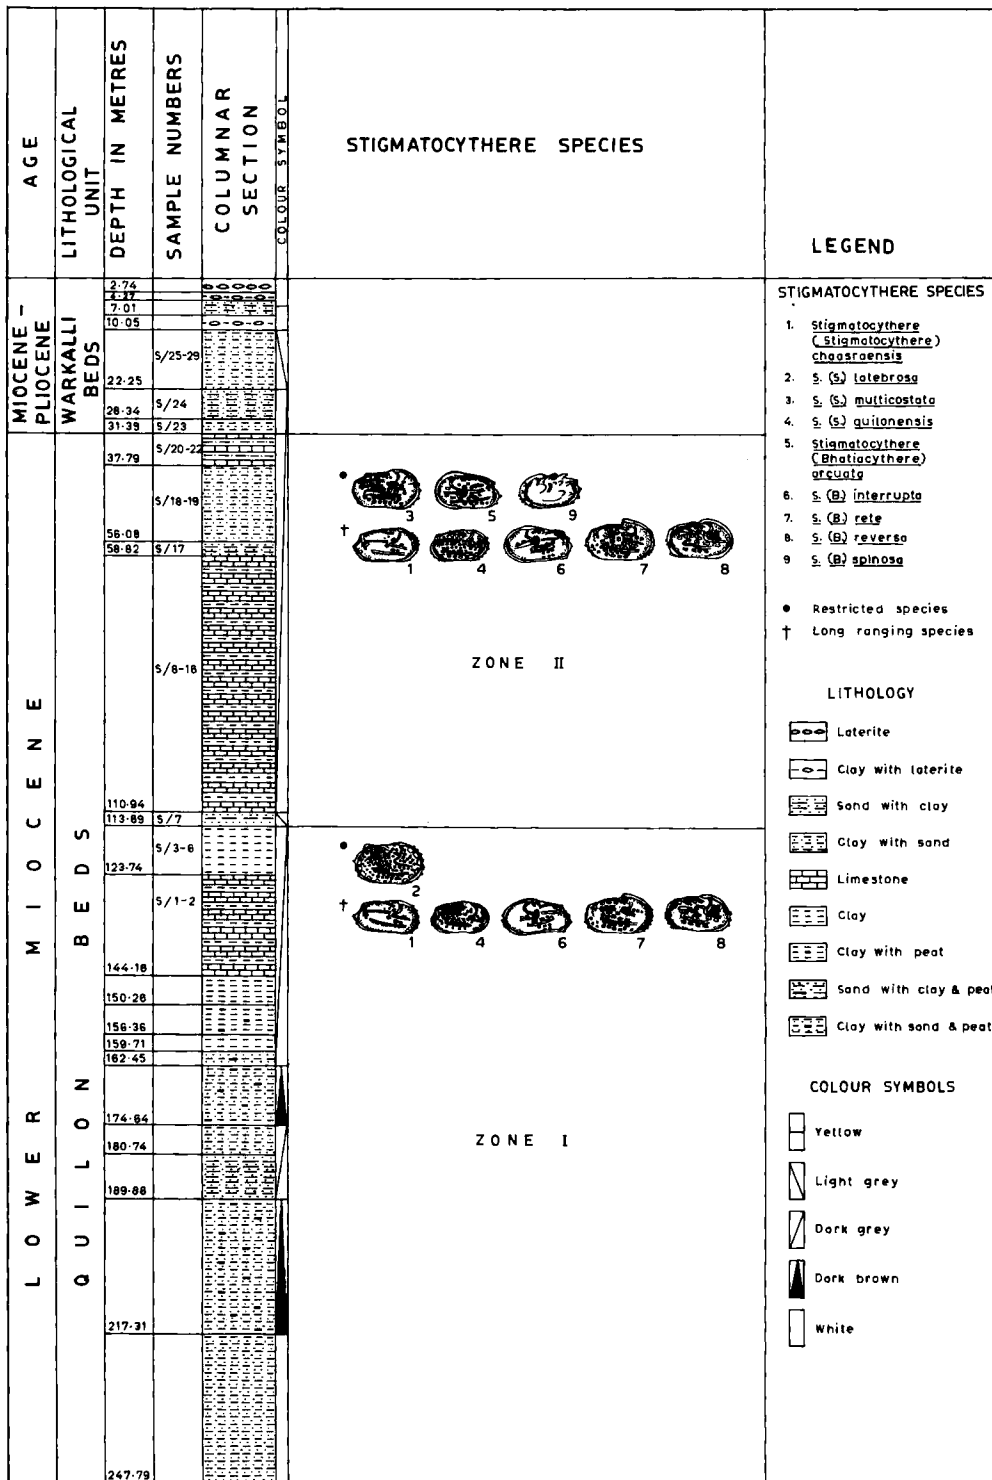 AGE
LITHOLOGICAL UNIT
DEPTH IN METRES
SAMPLE NUMBERS
COLUMNAR SECTION
COLOUR SYMBOL
STIGMATOCYTHERE SPECIES
MIOCENE – PLIOCENE
WARKALLI BEDS
LOWER MIOCENE
QUILON BEDS
2·74
4·27
7·01
10·05
S/25-29
22·25
S/24
28·34
31·39 S/23
S/20-22
37·79
S/18-19
56·08
58·82 S/17
S/8-16
110·94
113·89 S/7
S/3-6
123·74
S/1-2
144·18
150·28
156·36
159·71
162·45
174·64
180·74
189·88
217·31
247·79
●
3 5 9
†
1 4 6 7 8
ZONE II
●
2
†
1 4 6 7 8
ZONE I
LEGEND
STIGMATOCYTHERE SPECIES
1. Stigmatocythere
(Stigmatocythere)
chaasraensis
2. S. (S.) latebrosa
3. S. (S.) multicostata
4. S. (S) quilonensis
5. Stigmatocythere
(Bhatiacythere)
arcuata
6. S. (B.) interrupta
7. S. (B.) rete
8. S. (B.) reversa
9 S. (B.) spinosa
● Restricted species
† Long ranging species
LITHOLOGY
Laterite
Clay with laterite
Sand with clay
Clay with sand
Limestone
Clay
Clay with peat
Sand with clay & peat
Clay with sand & peat
COLOUR SYMBOLS
Yellow
Light grey
Dark grey
Dark brown
White